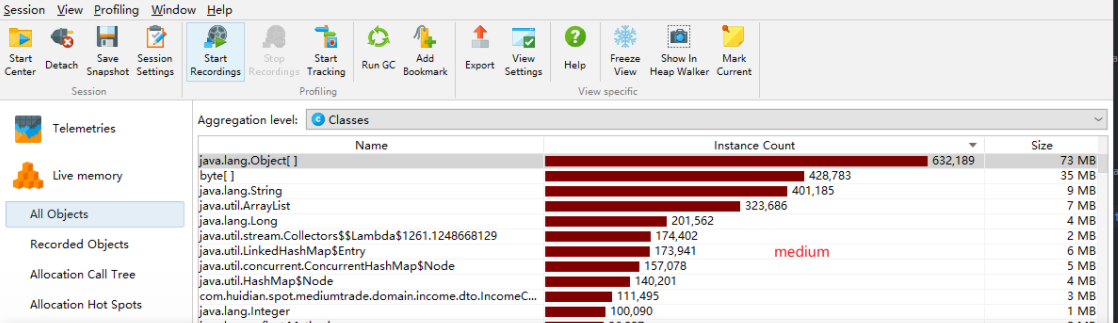 Session View Profiling Window Help
Start Center
Detach
Save Snapshot
Session Settings
Start Recordings
Stop Recordings
Start Tracking
Run GC
Add Bookmark
Export
View Settings
Help
Freeze View
Show In Heap Walker
Mark Current
Session
Profiling
View specific
Telemetries
Live memory
All Objects
Recorded Objects
Allocation Call Tree
Allocation Hot Spots
Aggregation level: Classes
Name Instance Count Size
java.lang.Object[ ] 632,189 73 MB
byte[ ] 428,783 35 MB
java.lang.String 401,185 9 MB
java.util.ArrayList 323,686 7 MB
java.lang.Long 201,562 4 MB
java.util.stream.Collectors$$Lambda$1261.1248668129 174,402 2 MB
java.util.LinkedHashMap$Entry 173,941 6 MB
medium
java.util.concurrent.ConcurrentHashMap$Node 157,078 5 MB
java.util.HashMap$Node 140,201 4 MB
com.huidian.spot.mediumtrade.domain.income.dto.IncomeC... 111,495 3 MB
java.lang.Integer 100,090 1 MB